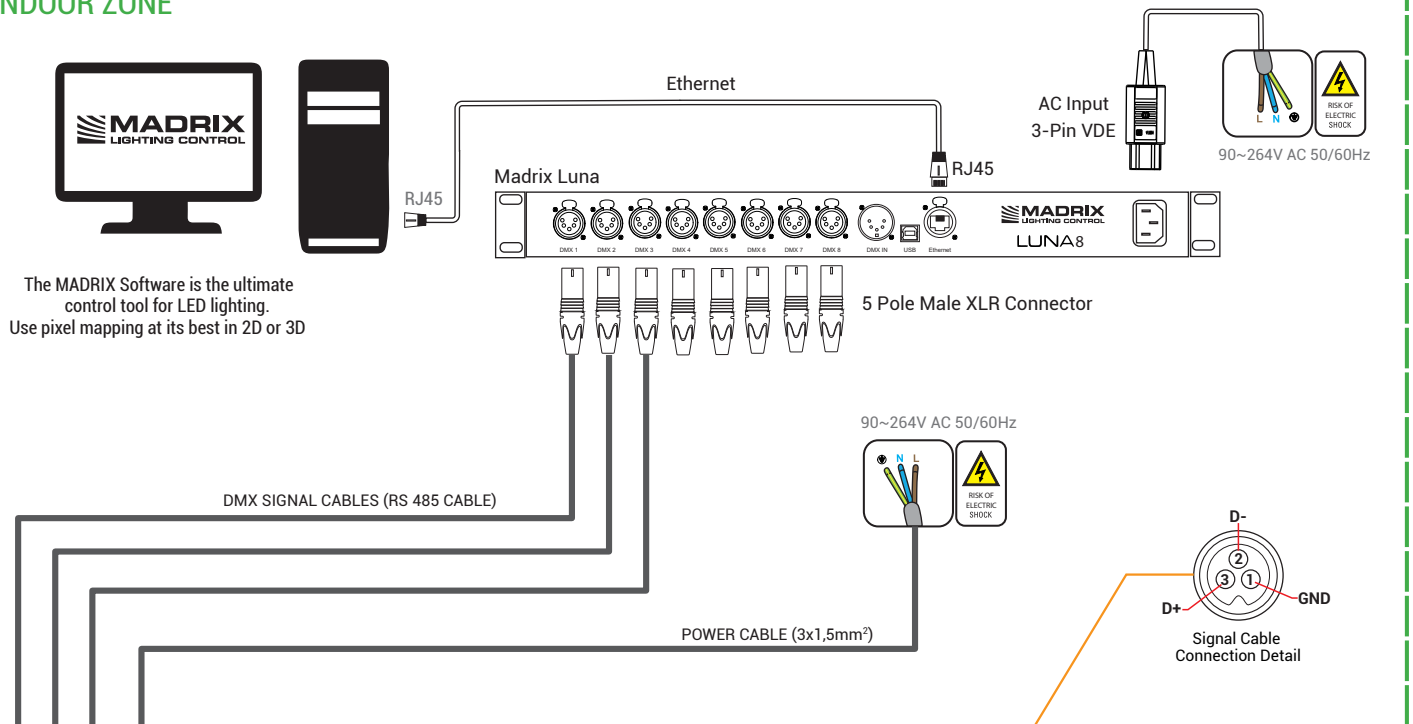 NDOOR ZONE
MADRIX
LIGHTING CONTROL
The MADRIX Software is the ultimate
control tool for LED lighting.
Use pixel mapping at its best in 2D or 3D
RJ45
Ethernet
RJ45
AC Input
3-Pin VDE
L N
RISK OF
ELECTRIC
SHOCK
90~264V AC 50/60Hz
Madrix Luna
DMX 1 DMX 2 DMX 3 DMX 4 DMX 5 DMX 6 DMX 7 DMX 8 DMX IN USB Ethernet
MADRIX
LIGHTING CONTROL
LUNA8
5 Pole Male XLR Connector
90~264V AC 50/60Hz
N L
RISK OF
ELECTRIC
SHOCK
DMX SIGNAL CABLES (RS 485 CABLE)
POWER CABLE (3x1,5mm²)
D-
2
3 1
D+
GND
Signal Cable
Connection Detail